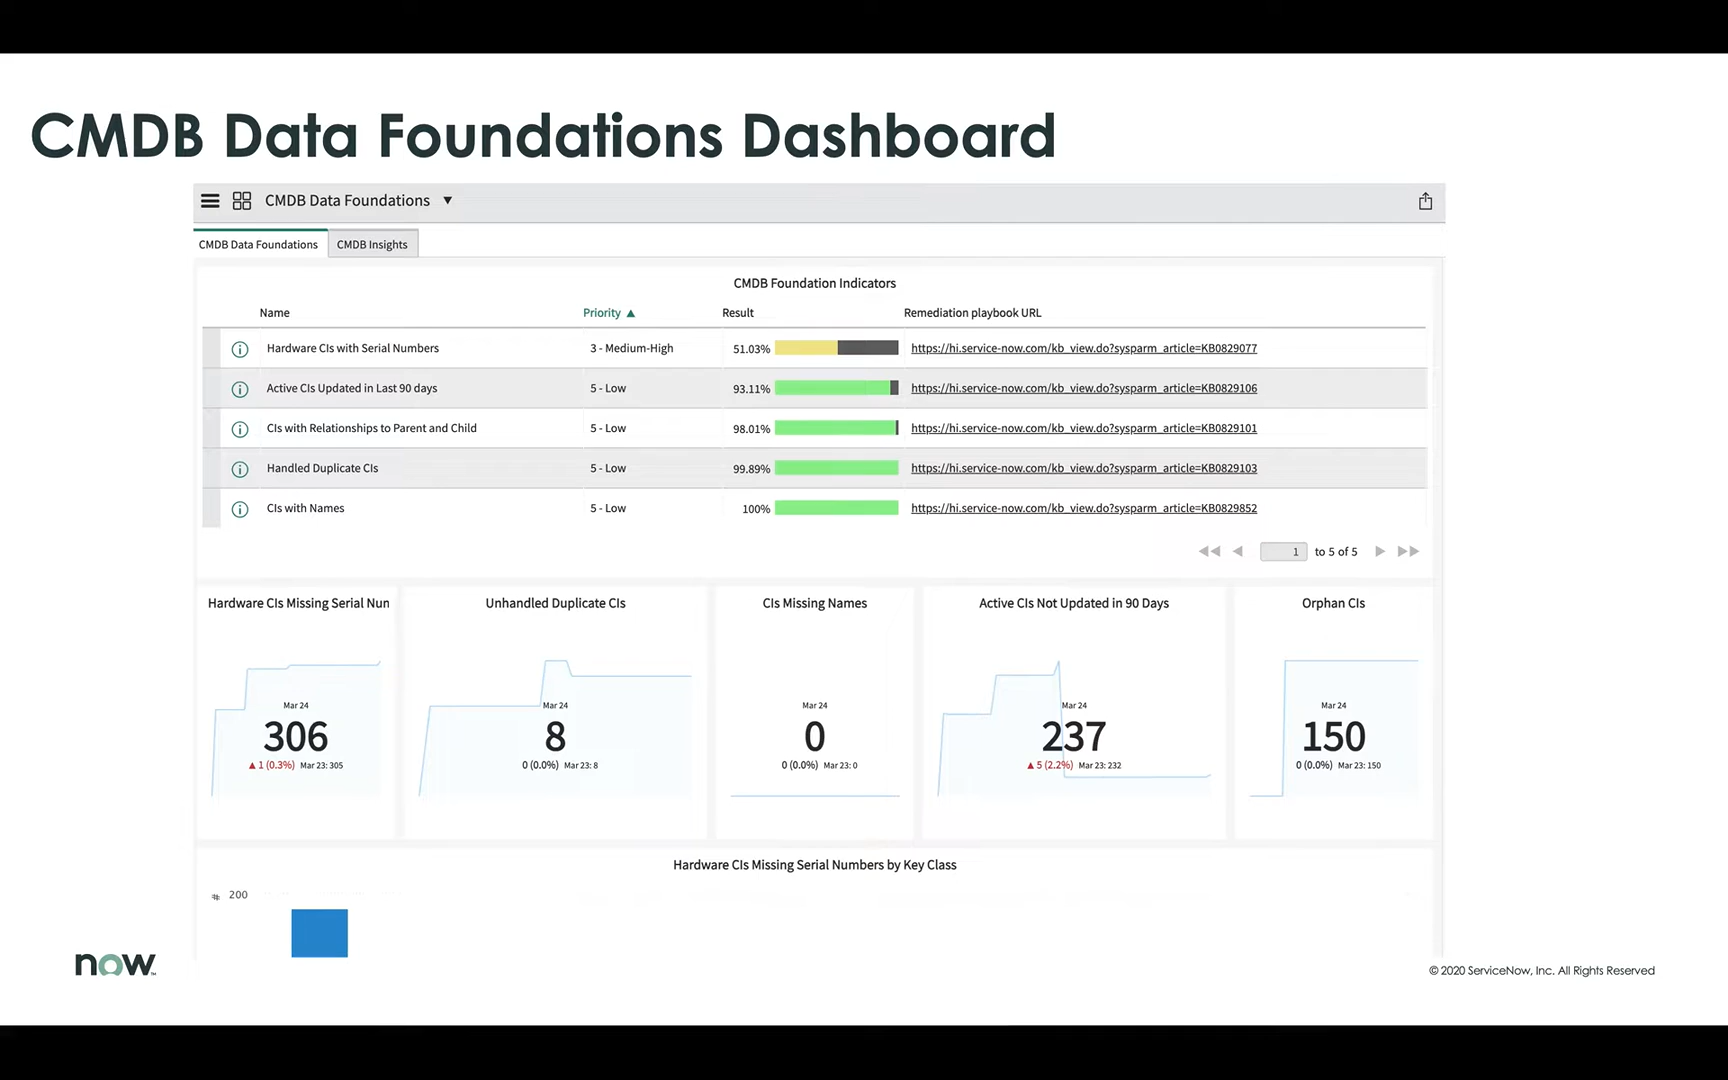 CMDB Data Foundations Dashboard
CMDB Data Foundations ▼
CMDB Data Foundations
CMDB Insights
CMDB Foundation Indicators
Name Priority ▲ Result Remediation playbook URL
Hardware CIs with Serial Numbers 3 - Medium-High 51.03% https://hi.service-now.com/kb_view.do?sysparm_article=KB0829077
Active CIs Updated in Last 90 days 5 - Low 93.11% https://hi.service-now.com/kb_view.do?sysparm_article=KB0829106
CIs with Relationships to Parent and Child 5 - Low 98.01% https://hi.service-now.com/kb_view.do?sysparm_article=KB0829101
Handled Duplicate CIs 5 - Low 99.89% https://hi.service-now.com/kb_view.do?sysparm_article=KB0829103
CIs with Names 5 - Low 100% https://hi.service-now.com/kb_view.do?sysparm_article=KB0829852
1 to 5 of 5
Hardware CIs Missing Serial Num
Mar 24
306
▲ 1 (0.3%) Mar 23: 305
Unhandled Duplicate CIs
Mar 24
8
0 (0.0%) Mar 23: 8
CIs Missing Names
Mar 24
0
0 (0.0%) Mar 23: 0
Active CIs Not Updated in 90 Days
Mar 24
237
▲ 5 (2.2%) Mar 23: 232
Orphan CIs
Mar 24
150
0 (0.0%) Mar 23: 150
Hardware CIs Missing Serial Numbers by Key Class
# 200
now
© 2020 ServiceNow, Inc. All Rights Reserved